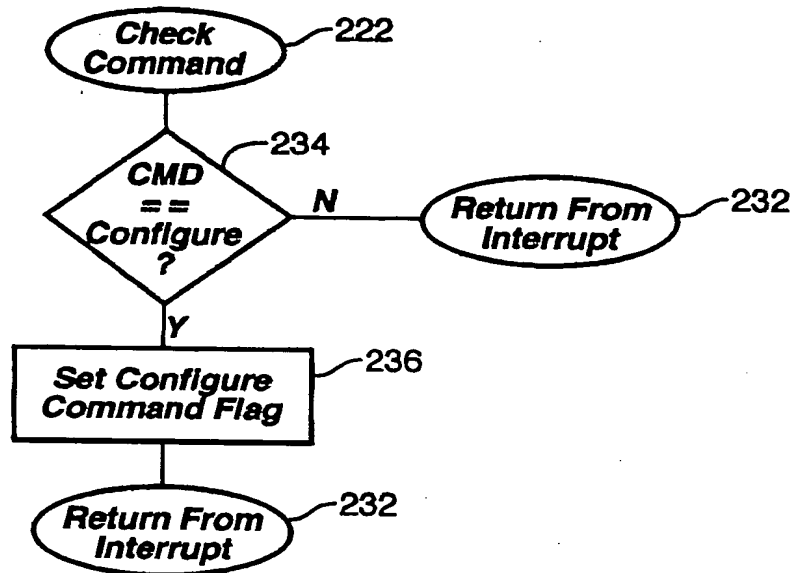 Check
Command
222
234
CMD
==
Configure
?
N
Return From
Interrupt
232
Y
Set Configure
Command Flag
236
Return From
Interrupt
232